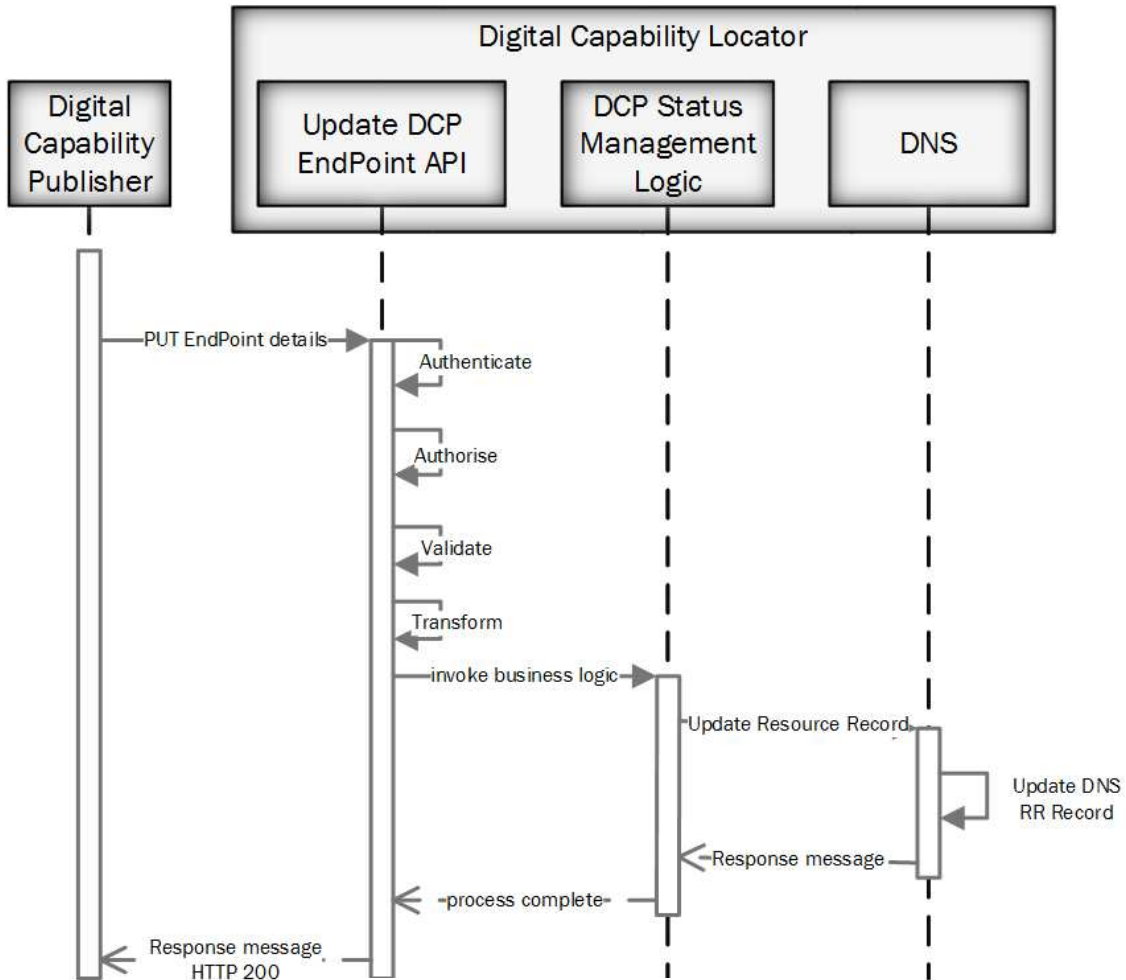 Digital Capability Locator
Digital
Capability
Publisher
Update DCP
EndPoint API
DCP Status
Management
Logic
DNS
PUT EndPoint details
Authenticate
Authorise
Validate
Transform
invoke business logic
Update Resource Record
Update DNS
RR Record
Response message
process complete
Response message
HTTP 200